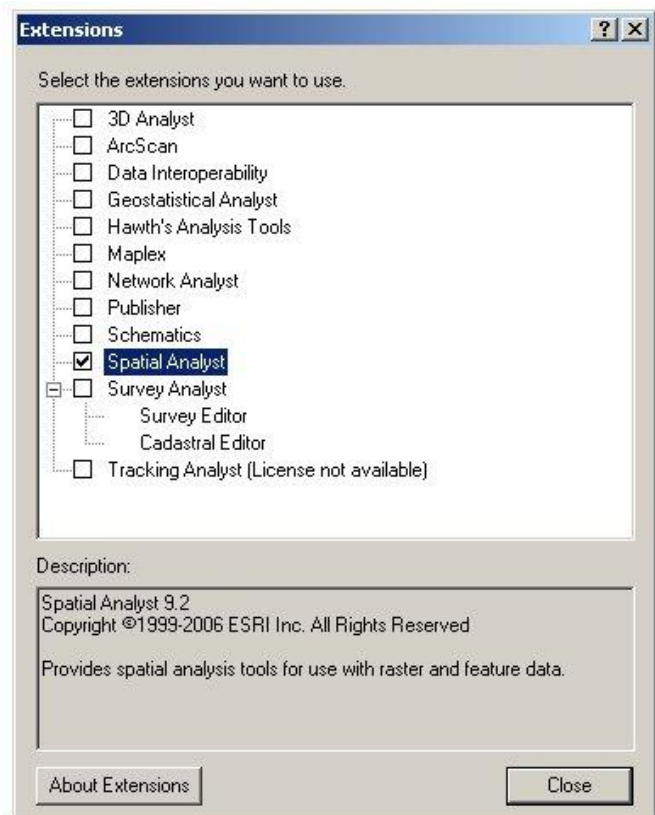 Extensions
Select the extensions you want to use.
3D Analyst
ArcScan
Data Interoperability
Geostatistical Analyst
Hawth's Analysis Tools
Maplex
Network Analyst
Publisher
Schematics
Spatial Analyst
Survey Analyst
Survey Editor
Cadastral Editor
Tracking Analyst (License not available)
Description:
Spatial Analyst 9.2
Copyright ©1999-2006 ESRI Inc. All Rights Reserved
Provides spatial analysis tools for use with raster and feature data.
About Extensions
Close